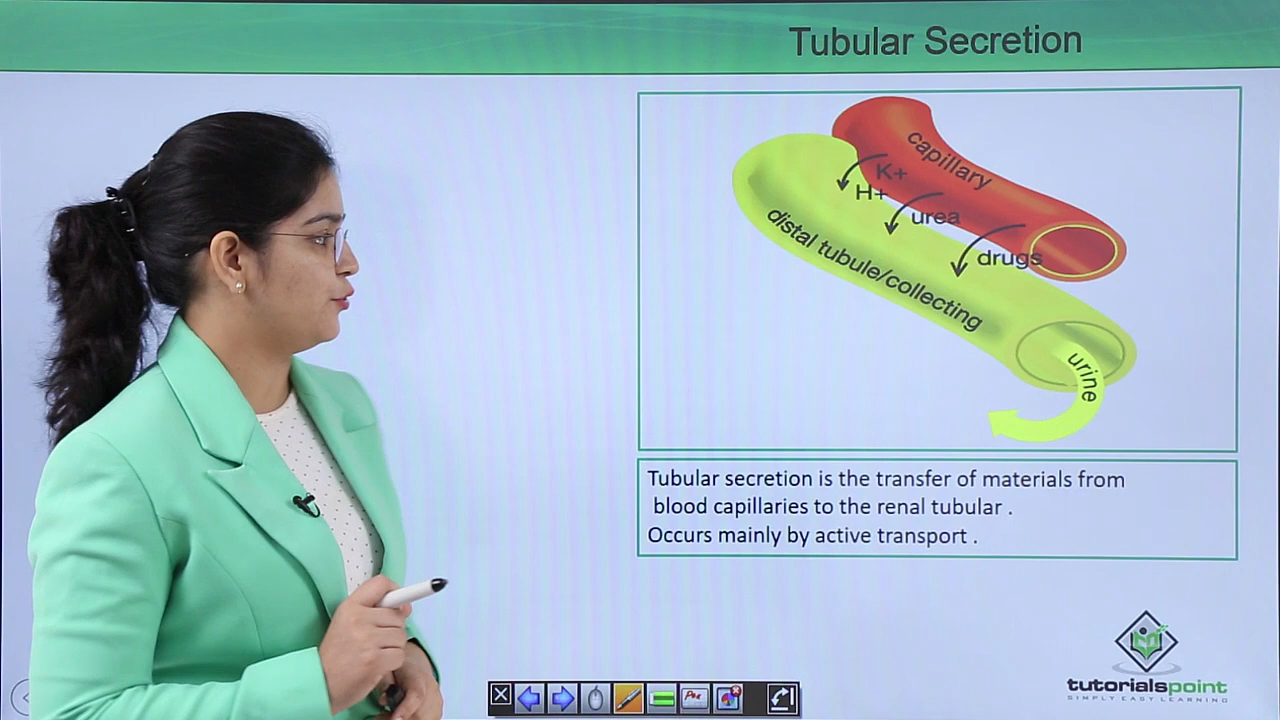 Tubular Secretion
capillary
K+
H+
urea
drugs
distal tubule/collecting
urine
Tubular secretion is the transfer of materials from
blood capillaries to the renal tubular .
Occurs mainly by active transport .
tutorialspoint
SIMPLY EASY LEARNING